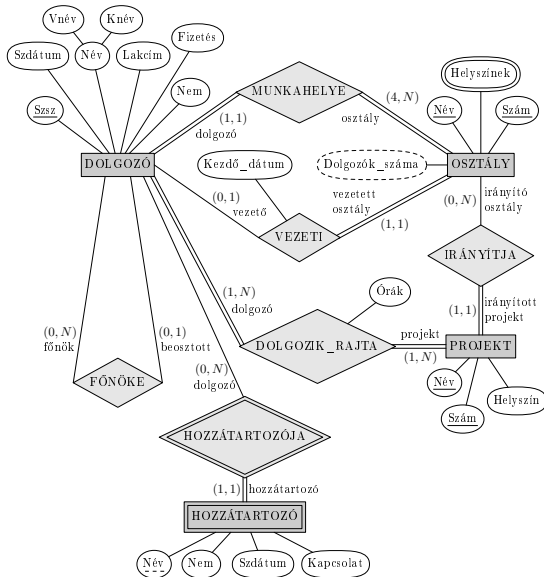 Vnév
Knév
Fizetés
Szdátum
Név
Lakcím
Nem
Szsz
MUNKAHELYE
(1, 1)
dolgozó
(4, N)
osztály
Helyszínek
Név
Szám
DOLGOZÓ
Kezdő_dátum
Dolgozók_száma
OSZTÁLY
(0, 1)
vezető
vezetett
osztály
(1, 1)
VEZETI
(0, N)
irányító
osztály
IRÁNYÍTJA
(1, 1)
irányított
projekt
(1, N)
dolgozó
Órák
DOLGOZIK_RAJTA
projekt
(1, N)
PROJEKT
Név
Szám
Helyszín
(0, N)
főnök
(0, 1)
beosztott
FŐNÖKE
(0, N)
dolgozó
HOZZÁTARTOZÓJA
(1, 1)
hozzátartozó
HOZZÁTARTOZÓ
Név
Nem
Szdátum
Kapcsolat